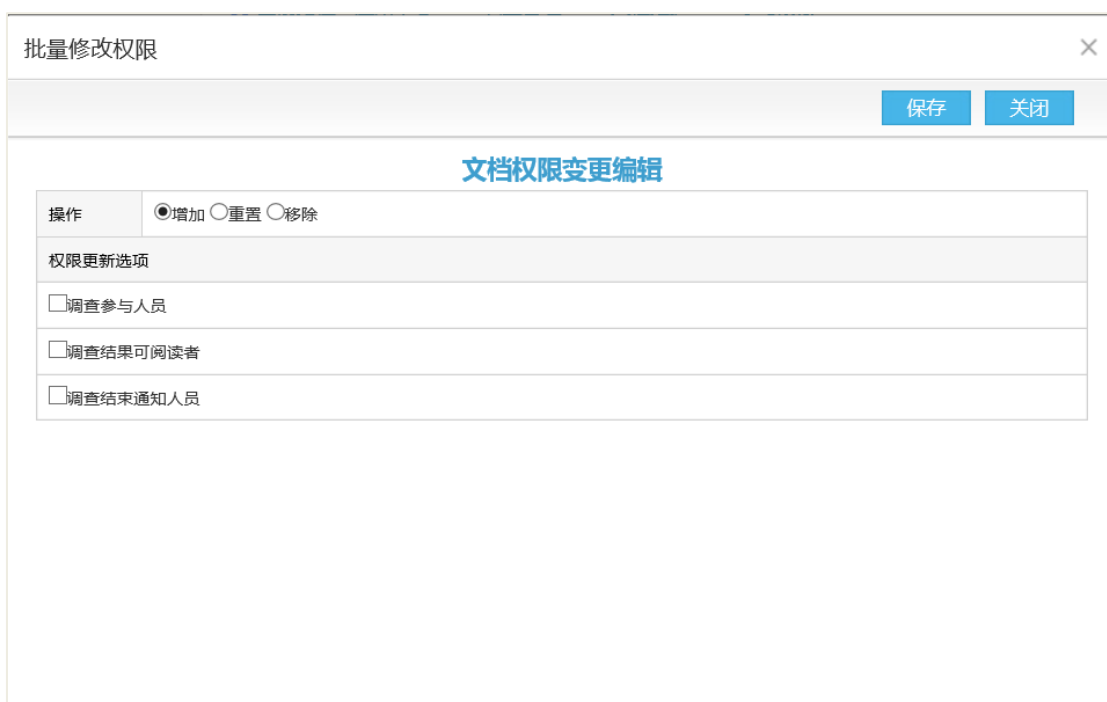 批量修改权限
保存 关闭
文档权限变更编辑
操作 增加 重置 移除
权限更新选项
调查参与人员
调查结果可阅读者
调查结束通知人员